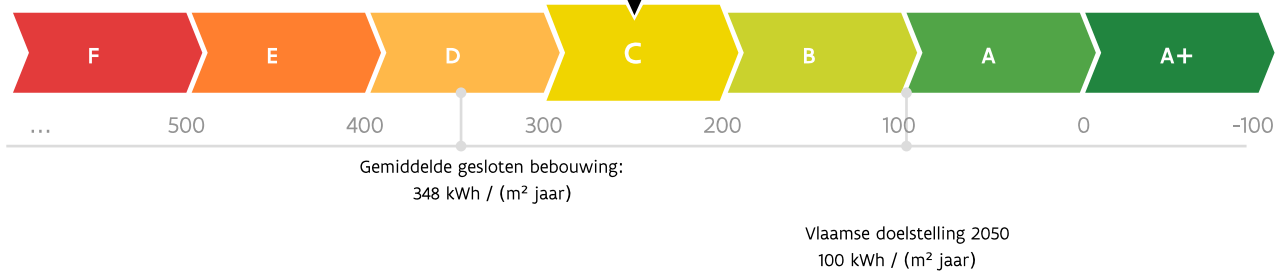 F E D C B A A+
... 500 400 300 200 100 0 -100
Gemiddelde gesloten bebouwing:
348 kWh / (m² jaar)
Vlaamse doelstelling 2050
100 kWh / (m² jaar)